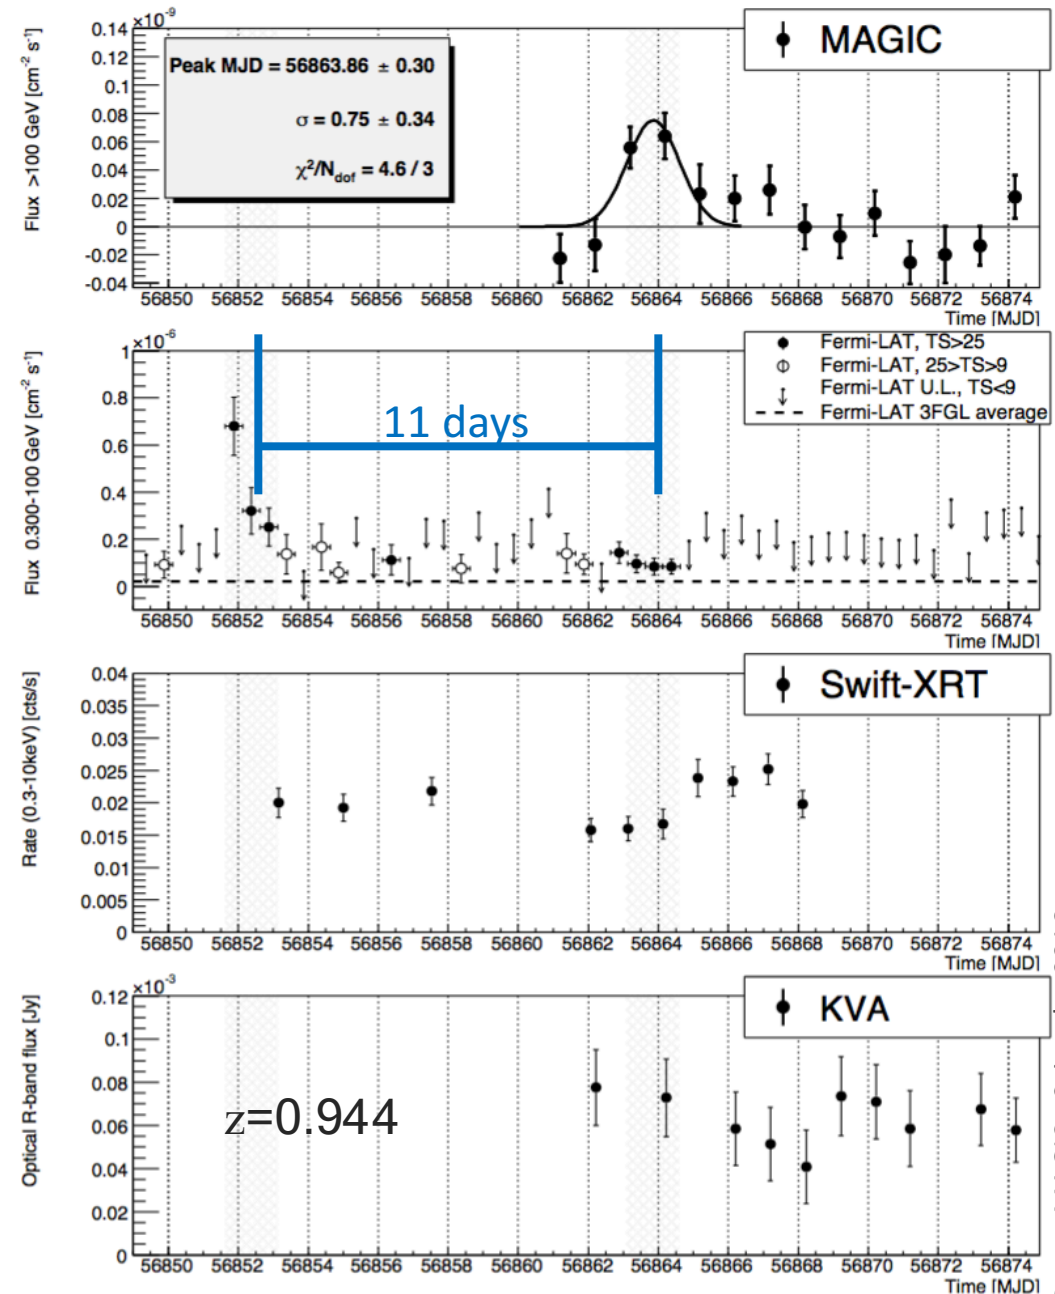 ×10⁻⁹
MAGIC
Peak MJD = 56863.86 ± 0.30
σ = 0.75 ± 0.34
χ²/N_dof = 4.6 / 3
Flux >100 GeV [cm⁻² s⁻¹]
0.14
0.12
0.1
0.08
0.06
0.04
0.02
0
-0.02
-0.04
56850 56852 56854 56856 56858 56860 56862 56864 56866 56868 56870 56872 56874
Time [MJD]
×10⁻⁶
Fermi-LAT, TS>25
Fermi-LAT, 25>TS>9
Fermi-LAT U.L., TS<9
Fermi-LAT 3FGL average
11 days
Flux 0.300-100 GeV [cm⁻² s⁻¹]
1
0.8
0.6
0.4
0.2
0
56850 56852 56854 56856 56858 56860 56862 56864 56866 56868 56870 56872 56874
Time [MJD]
Swift-XRT
Rate (0.3-10keV) [cts/s]
0.04
0.035
0.03
0.025
0.02
0.015
0.01
0.005
0
56850 56852 56854 56856 56858 56860 56862 56864 56866 56868 56870 56872 56874
Time [MJD]
×10⁻³
KVA
z=0.944
Optical R-band flux [Jy]
0.12
0.1
0.08
0.06
0.04
0.02
0
56850 56852 56854 56856 56858 56860 56862 56864 56866 56868 56870 56872 56874
Time [MJD]